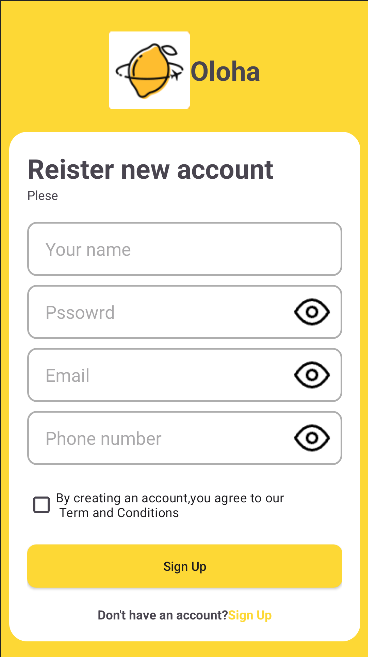 Oloha
Reister new account
Plese
Your name
Pssowrd
Email
Phone number
By creating an account,you agree to our
Term and Conditions
Sign Up
Don't have an account?Sign Up